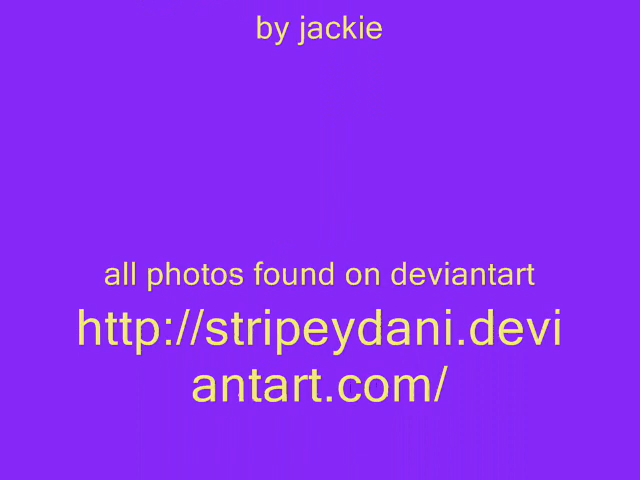 by jackie
all photos found on deviantart
http://stripeydani.devi
antart.com/